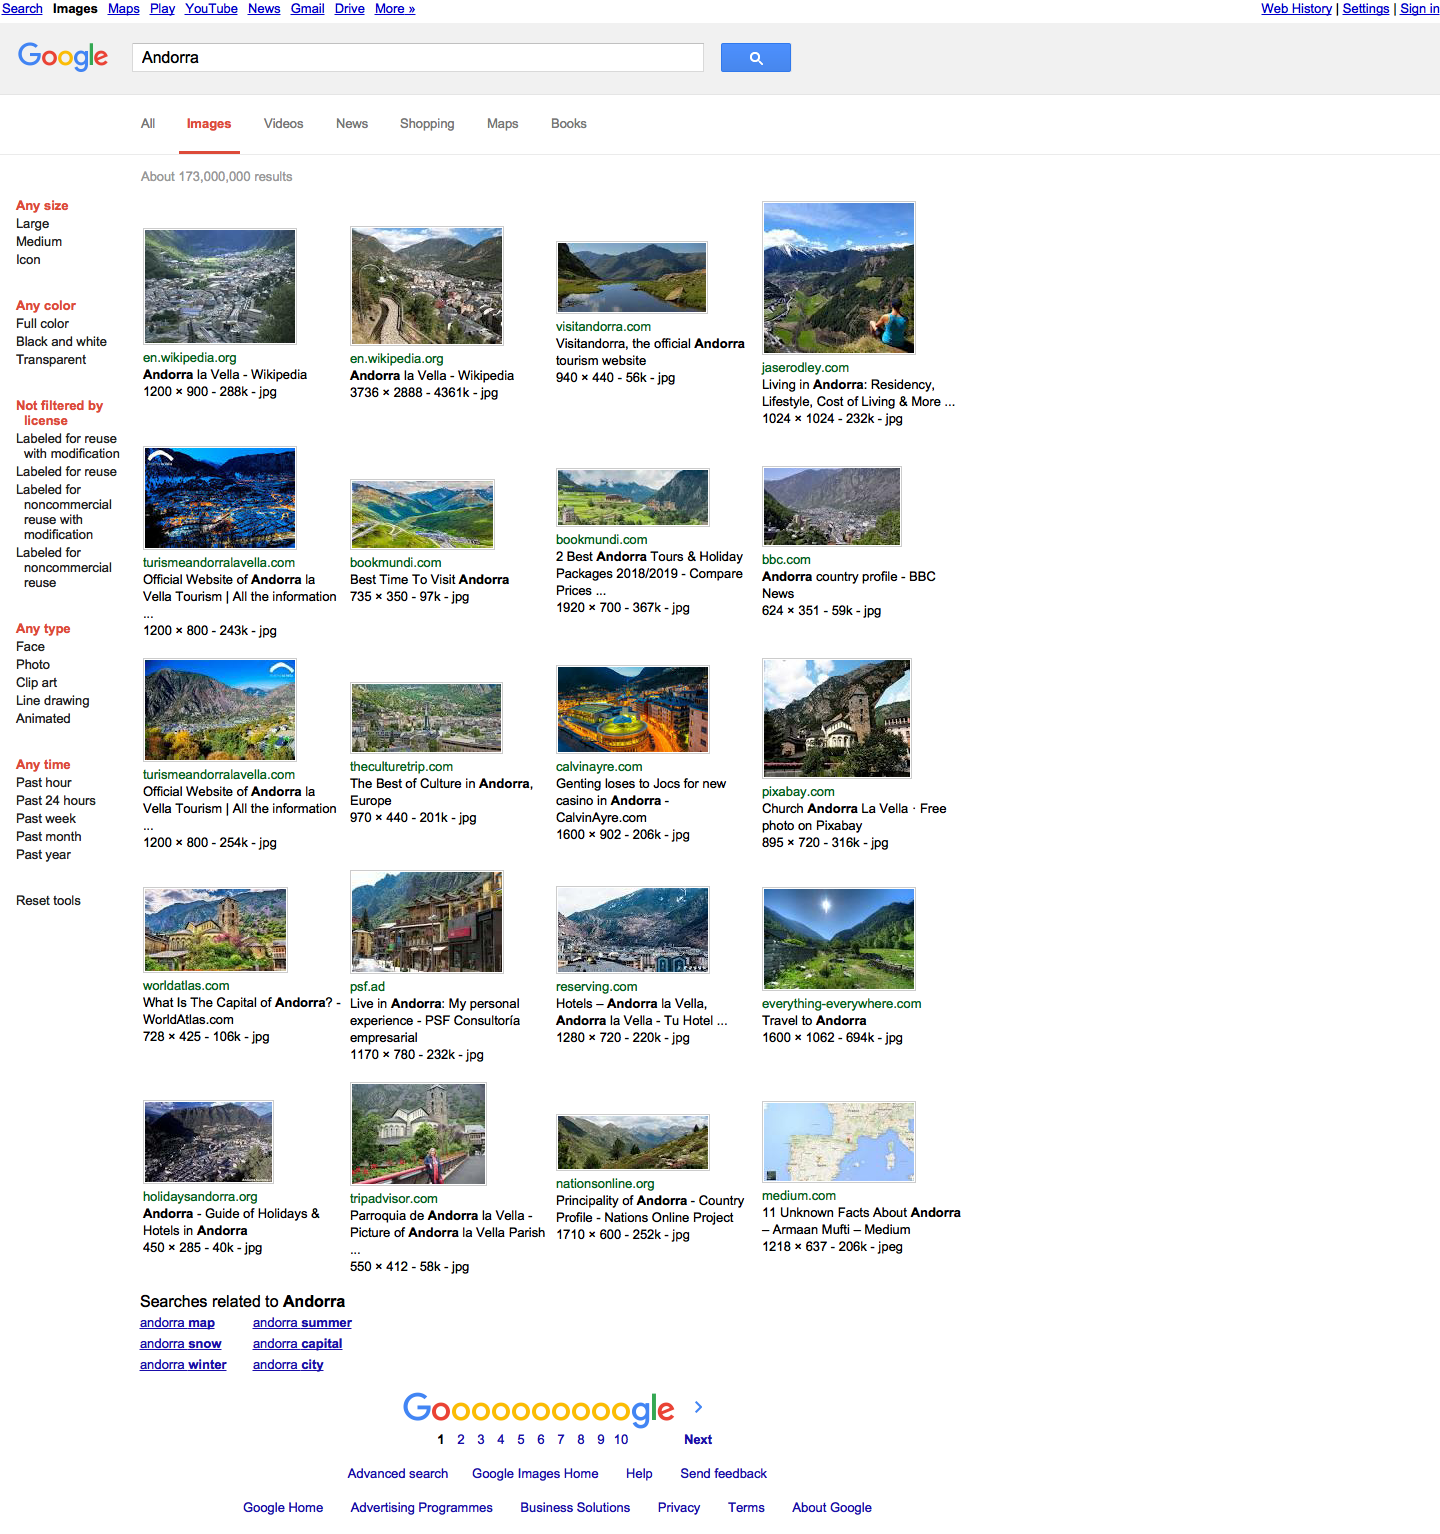 Search Images Maps Play YouTube News Gmail Drive More »
Web History | Settings | Sign in
Google
Andorra
All Images Videos News Shopping Maps Books
About 173,000,000 results
Any size
Large
Medium
Icon
Any color
Full color
Black and white
Transparent
Not filtered by
license
Labeled for reuse
with modification
Labeled for reuse
Labeled for
noncommercial
reuse with
modification
Labeled for
noncommercial
reuse
Any type
Face
Photo
Clip art
Line drawing
Animated
Any time
Past hour
Past 24 hours
Past week
Past month
Past year
Reset tools
en.wikipedia.org
Andorra la Vella - Wikipedia
1200 × 900 - 288k - jpg
en.wikipedia.org
Andorra la Vella - Wikipedia
3736 × 2888 - 4361k - jpg
visitandorra.com
Visitandorra, the official Andorra
tourism website
940 × 440 - 56k - jpg
jaserodley.com
Living in Andorra: Residency,
Lifestyle, Cost of Living & More ...
1024 × 1024 - 232k - jpg
turismeandorralavella.com
Official Website of Andorra la
Vella Tourism | All the information
...
1200 × 800 - 243k - jpg
bookmundi.com
Best Time To Visit Andorra
735 × 350 - 97k - jpg
bookmundi.com
2 Best Andorra Tours & Holiday
Packages 2018/2019 - Compare
Prices ...
1920 × 700 - 367k - jpg
bbc.com
Andorra country profile - BBC
News
624 × 351 - 59k - jpg
turismeandorralavella.com
Official Website of Andorra la
Vella Tourism | All the information
...
1200 × 800 - 254k - jpg
theculturetrip.com
The Best of Culture in Andorra,
Europe
970 × 440 - 201k - jpg
calvinayre.com
Genting loses to Jocs for new
casino in Andorra -
CalvinAyre.com
1600 × 902 - 206k - jpg
pixabay.com
Church Andorra La Vella · Free
photo on Pixabay
895 × 720 - 316k - jpg
worldatlas.com
What Is The Capital of Andorra? -
WorldAtlas.com
728 × 425 - 106k - jpg
psf.ad
Live in Andorra: My personal
experience - PSF Consultoría
empresarial
1170 × 780 - 232k - jpg
reserving.com
Hotels – Andorra la Vella,
Andorra la Vella - Tu Hotel ...
1280 × 720 - 220k - jpg
everything-everywhere.com
Travel to Andorra
1600 × 1062 - 694k - jpg
holidaysandorra.org
Andorra - Guide of Holidays &
Hotels in Andorra
450 × 285 - 40k - jpg
tripadvisor.com
Parroquia de Andorra la Vella -
Picture of Andorra la Vella Parish
...
550 × 412 - 58k - jpg
nationsonline.org
Principality of Andorra - Country
Profile - Nations Online Project
1710 × 600 - 252k - jpg
medium.com
11 Unknown Facts About Andorra
– Armaan Mufti – Medium
1218 × 637 - 206k - jpeg
Searches related to Andorra
andorra map andorra summer
andorra snow andorra capital
andorra winter andorra city
Goooooooooogle
1 2 3 4 5 6 7 8 9 10 Next
Advanced search Google Images Home Help Send feedback
Google Home Advertising Programmes Business Solutions Privacy Terms About Google